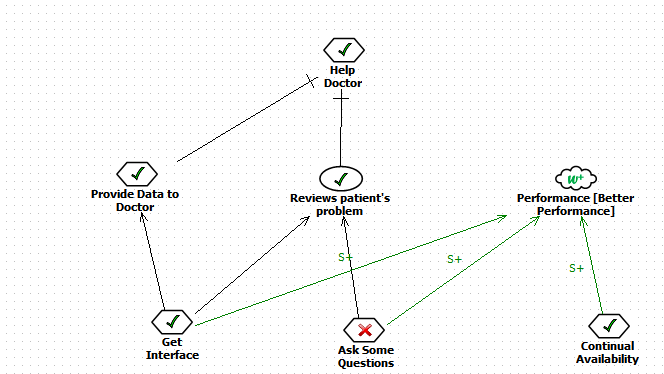 Help
Doctor
Provide Data to
Doctor
Reviews patient's
problem
w+
Performance [Better
Performance]
S+
S+
S+
Get
Interface
Ask Some
Questions
Continual
Availability